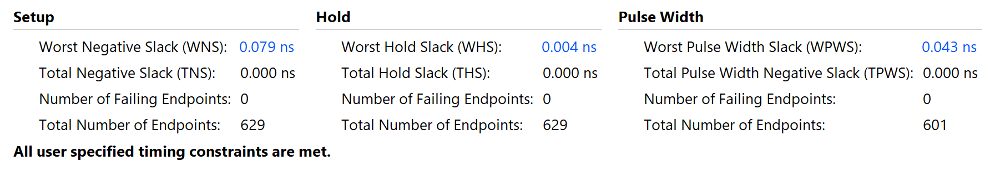 Setup
Worst Negative Slack (WNS): 0.079 ns
Total Negative Slack (TNS): 0.000 ns
Number of Failing Endpoints: 0
Total Number of Endpoints: 629
Hold
Worst Hold Slack (WHS): 0.004 ns
Total Hold Slack (THS): 0.000 ns
Number of Failing Endpoints: 0
Total Number of Endpoints: 629
Pulse Width
Worst Pulse Width Slack (WPWS): 0.043 ns
Total Pulse Width Negative Slack (TPWS): 0.000 ns
Number of Failing Endpoints: 0
Total Number of Endpoints: 601
All user specified timing constraints are met.